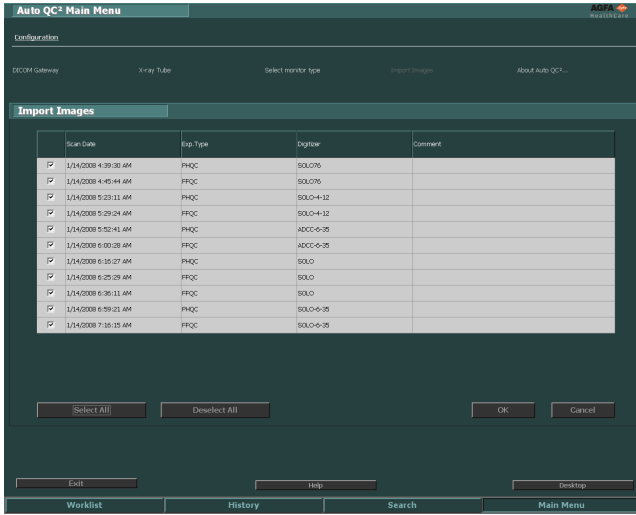 Auto QC² Main Menu
AGFA
HealthCare
Configuration
DICOM Gateway X-ray Tube Select monitor type Import Images About Auto QC²...
Import Images
Scan Date Exp.Type Digitizer Comment
1/14/2008 4:39:30 AM PHQC SOLO76
1/14/2008 4:45:44 AM FFQC SOLO76
1/14/2008 5:23:11 AM PHQC SOLO-4-12
1/14/2008 5:29:24 AM FFQC SOLO-4-12
1/14/2008 5:52:41 AM PHQC ADCC-6-35
1/14/2008 6:00:28 AM FFQC ADCC-6-35
1/14/2008 6:16:27 AM PHQC SOLO
1/14/2008 6:25:29 AM FFQC SOLO
1/14/2008 6:36:11 AM FFQC SOLO
1/14/2008 6:59:21 AM PHQC SOLO-6-35
1/14/2008 7:16:15 AM FFQC SOLO-6-35
Select All Deselect All OK Cancel
Exit Help Desktop
Worklist History Search Main Menu